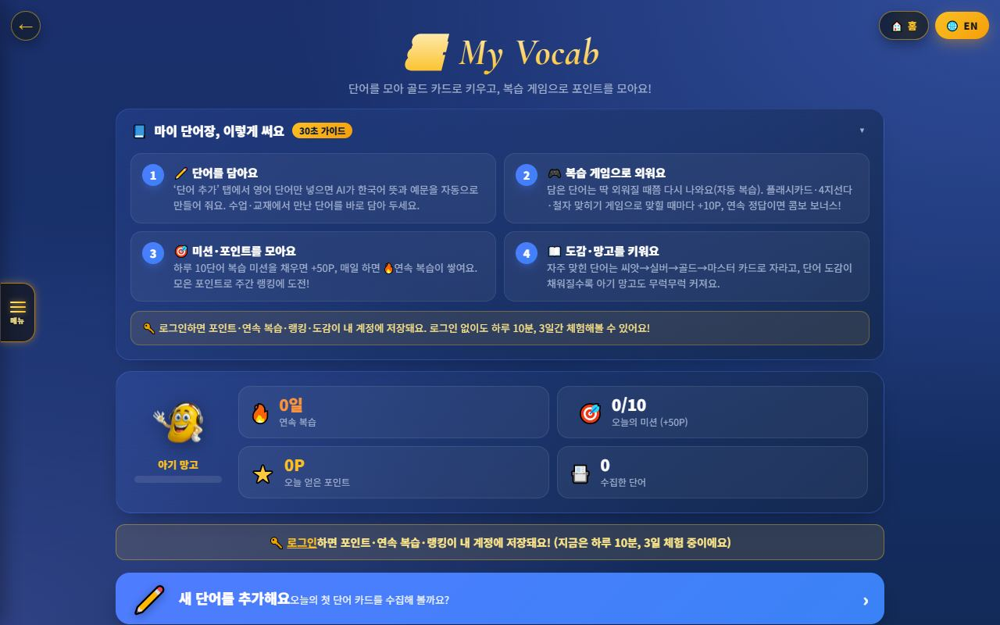 ←
홈
EN
My Vocab
단어를 모아 골드 카드로 키우고, 복습 게임으로 포인트를 모아요!
마이 단어장, 이렇게 써요 30초 가이드
1 단어를 담아요
‘단어 추가’ 탭에서 영어 단어만 넣으면 AI가 한국어 뜻과 예문을 자동으로
만들어 줘요. 수업·교재에서 만난 단어를 바로 담아 두세요.
2 복습 게임으로 외워요
담은 단어는 딱 외워질 때쯤 다시 나와요(자동 복습). 플래시카드·4지선다
·철자 맞히기 게임으로 맞힐 때마다 +10P, 연속 정답이면 콤보 보너스!
3 미션·포인트를 모아요
하루 10단어 복습 미션을 채우면 +50P, 매일 하면 🔥연속 복습이 쌓여요.
모은 포인트로 주간 랭킹에 도전!
4 도감·망고를 키워요
자주 맞힌 단어는 씨앗→실버→골드→마스터 카드로 자라고, 단어 도감이
채워질수록 아기 망고도 무럭무럭 커져요.
메뉴
로그인하면 포인트·연속 복습·랭킹·도감이 내 계정에 저장돼요. 로그인 없이도 하루 10분, 3일간 체험해볼 수 있어요!
아기 망고
0일
연속 복습
0/10
오늘의 미션 (+50P)
0P
오늘 얻은 포인트
0
수집한 단어
로그인하면 포인트·연속 복습·랭킹이 내 계정에 저장돼요! (지금은 하루 10분, 3일 체험 중이에요)
새 단어를 추가해요오늘의 첫 단어 카드를 수집해 볼까요? ›